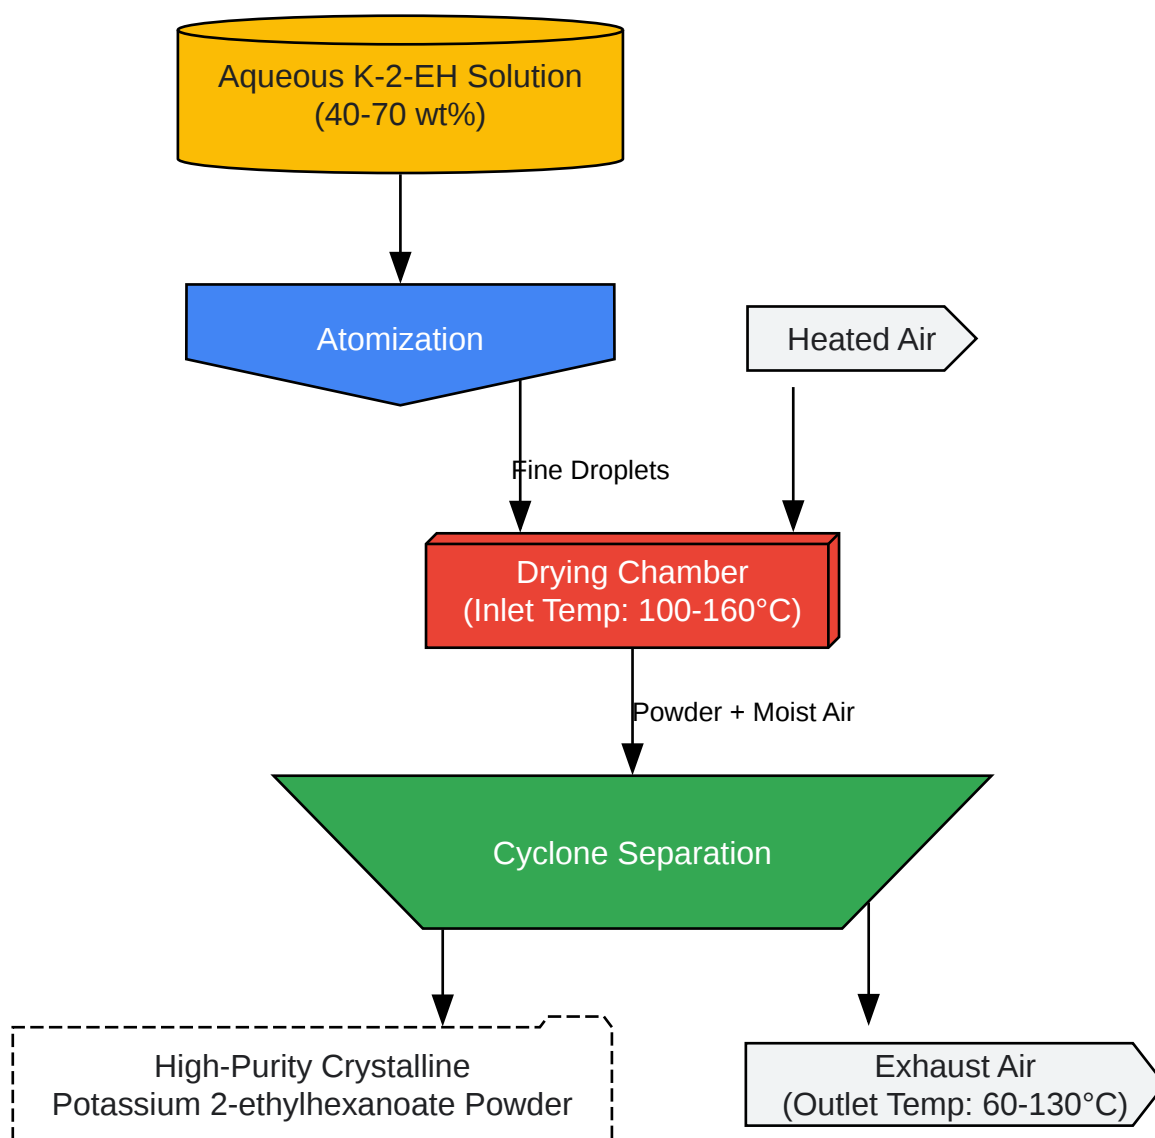 Aqueous K-2-EH Solution
(40-70 wt%)
Atomization
Heated Air
Fine Droplets
Drying Chamber
(Inlet Temp: 100-160°C)
Powder + Moist Air
Cyclone Separation
High-Purity Crystalline
Potassium 2-ethylhexanoate Powder
Exhaust Air
(Outlet Temp: 60-130°C)